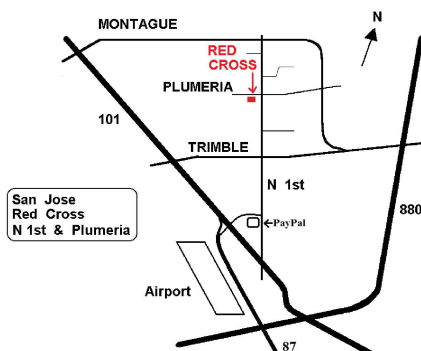 MONTAGUE
N
RED
CROSS
PLUMERIA
101
TRIMBLE
N 1st
880
San Jose
Red Cross
N 1st & Plumeria
PayPal
Airport
87